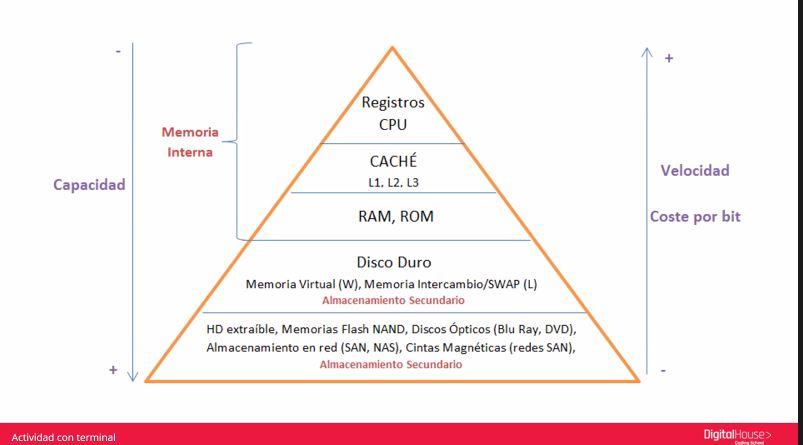 -
+
Registros
CPU
Memoria
Interna
CACHÉ
L1, L2, L3
Capacidad
Velocidad
RAM, ROM
Coste por bit
Disco Duro
Memoria Virtual (W), Memoria Intercambio/SWAP (L)
Almacenamiento Secundario
HD extraíble, Memorias Flash NAND, Discos Ópticos (Blu Ray, DVD),
Almacenamiento en red (SAN, NAS), Cintas Magnéticas (redes SAN),
Almacenamiento Secundario
+
-
Actividad con terminal
DigitalHouse>
Coding School